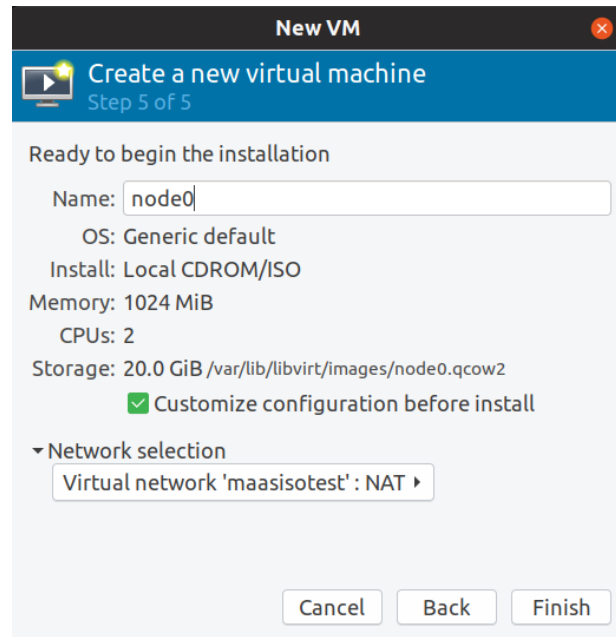 New VM
Create a new virtual machine
Step 5 of 5
Ready to begin the installation
Name: node0
OS: Generic default
Install: Local CDROM/ISO
Memory: 1024 MiB
CPUs: 2
Storage: 20.0 GiB /var/lib/libvirt/images/node0.qcow2
Customize configuration before install
Network selection
Virtual network 'maasisotest' : NAT
Cancel Back Finish